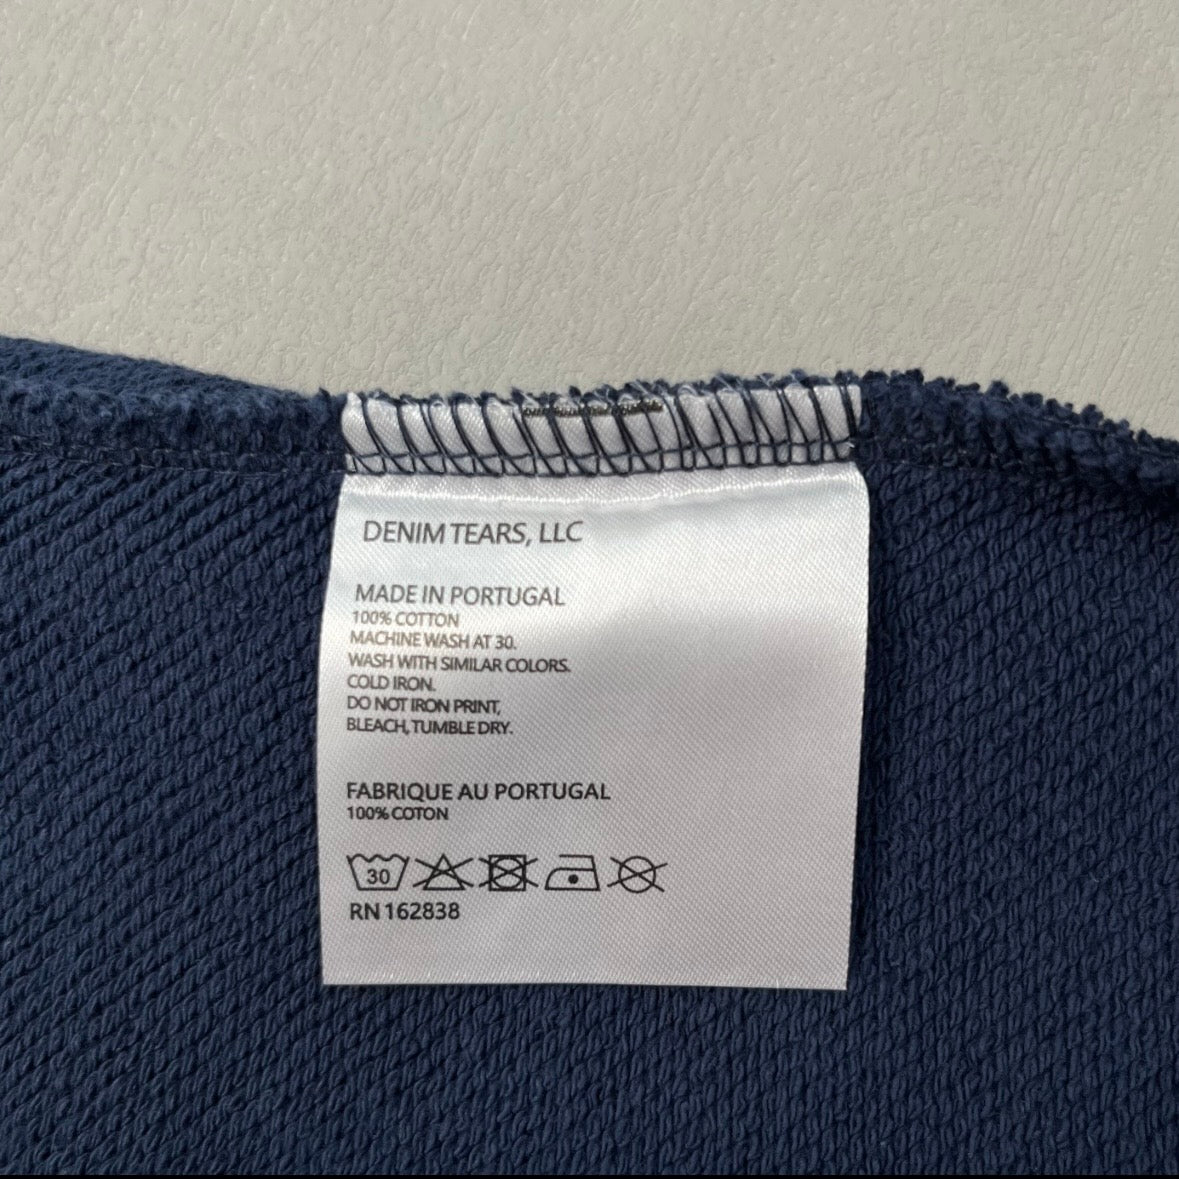 DENIM TEARS, LLC
MADE IN PORTUGAL
100% COTTON
MACHINE WASH AT 30.
WASH WITH SIMILAR COLORS.
COLD IRON.
DO NOT IRON PRINT,
BLEACH, TUMBLE DRY.
FABRIQUE AU PORTUGAL
100% COTON
30
RN 162838